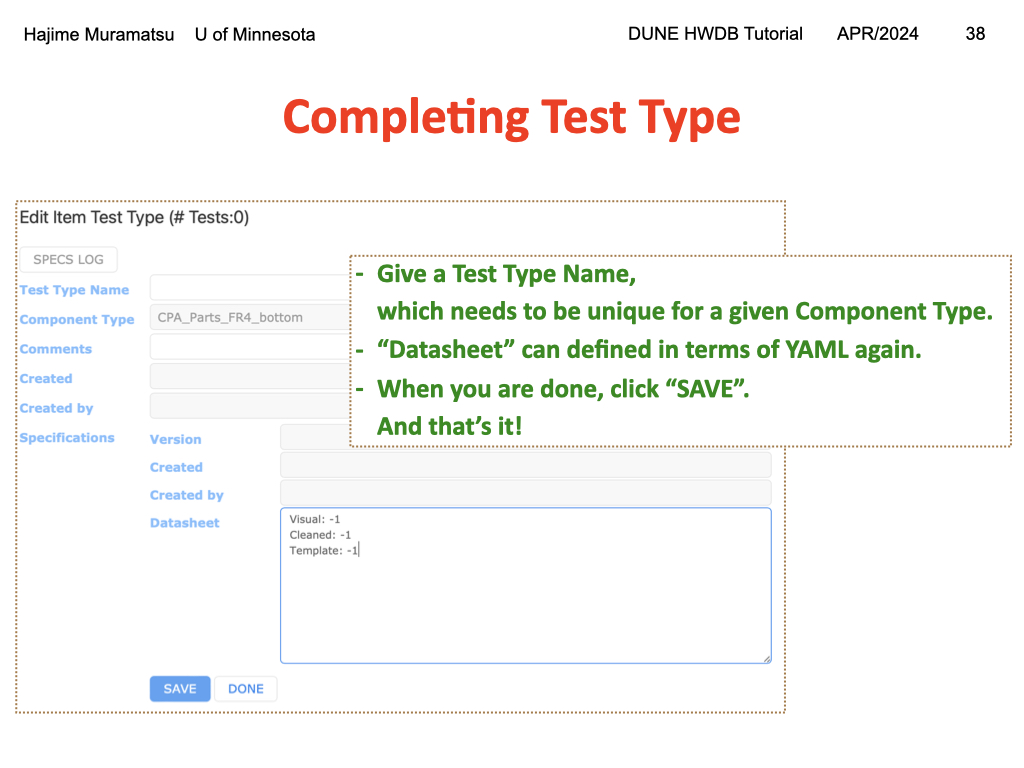 Hajime Muramatsu U of Minnesota DUNE HWDB Tutorial APR/2024 38
Completing Test Type
Edit Item Test Type (# Tests:0)
SPECS LOG
Test Type Name
Component Type CPA_Parts_FR4_bottom
Comments
Created
Created by
Specifications Version
Created
Created by
Datasheet
Visual: -1
Cleaned: -1
Template: -1
SAVE DONE
- Give a Test Type Name,
which needs to be unique for a given Component Type.
- “Datasheet” can defined in terms of YAML again.
- When you are done, click “SAVE”.
And that’s it!